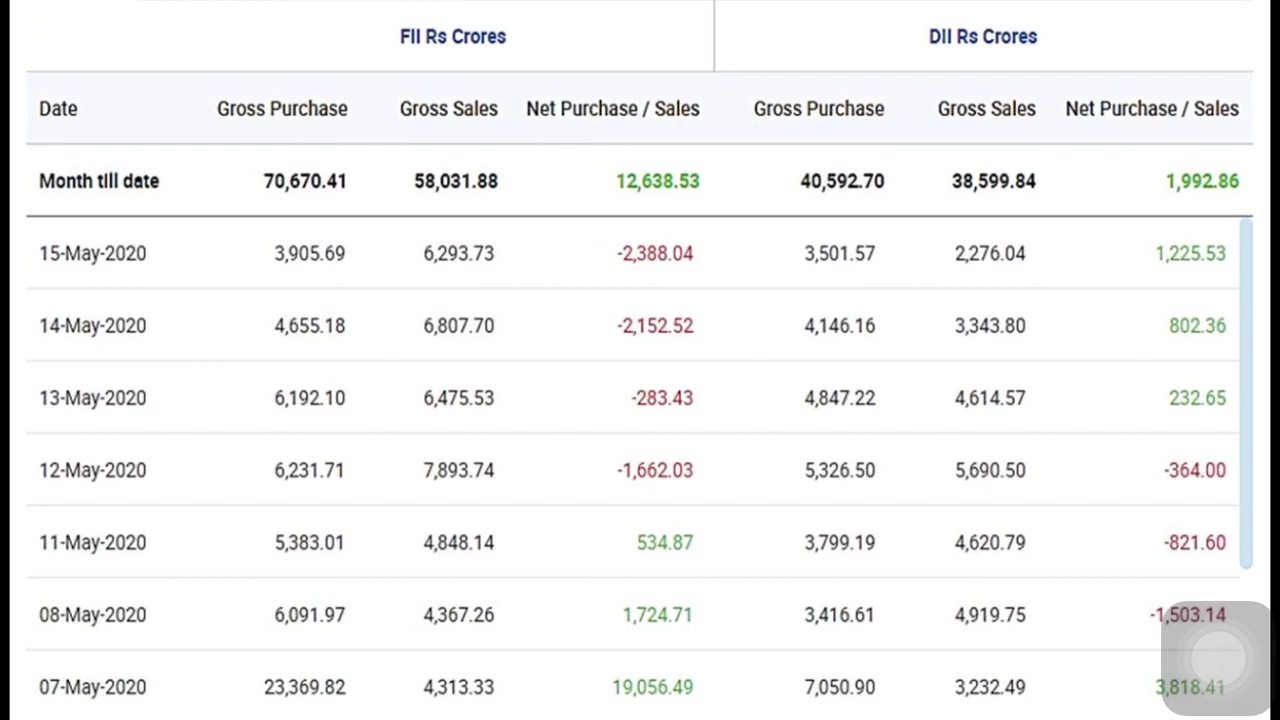 FII Rs Crores DII Rs Crores
Date Gross Purchase Gross Sales Net Purchase / Sales Gross Purchase Gross Sales Net Purchase / Sales
Month till date 70,670.41 58,031.88 12,638.53 40,592.70 38,599.84 1,992.86
15-May-2020 3,905.69 6,293.73 -2,388.04 3,501.57 2,276.04 1,225.53
14-May-2020 4,655.18 6,807.70 -2,152.52 4,146.16 3,343.80 802.36
13-May-2020 6,192.10 6,475.53 -283.43 4,847.22 4,614.57 232.65
12-May-2020 6,231.71 7,893.74 -1,662.03 5,326.50 5,690.50 -364.00
11-May-2020 5,383.01 4,848.14 534.87 3,799.19 4,620.79 -821.60
08-May-2020 6,091.97 4,367.26 1,724.71 3,416.61 4,919.75 -1,503.14
07-May-2020 23,369.82 4,313.33 19,056.49 7,050.90 3,232.49 3,818.41